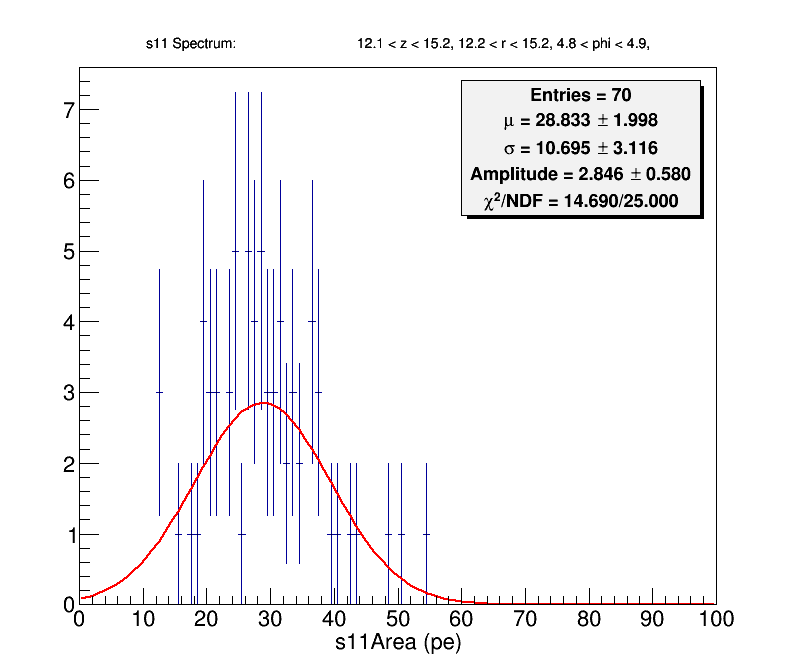 s11 Spectrum: 12.1 < z < 15.2, 12.2 < r < 15.2, 4.8 < phi < 4.9,
Entries = 70
μ = 28.833 ± 1.998
σ = 10.695 ± 3.116
Amplitude = 2.846 ± 0.580
χ²/NDF = 14.690/25.000
7
6
5
4
3
2
1
0
0 10 20 30 40 50 60 70 80 90 100
s11Area (pe)